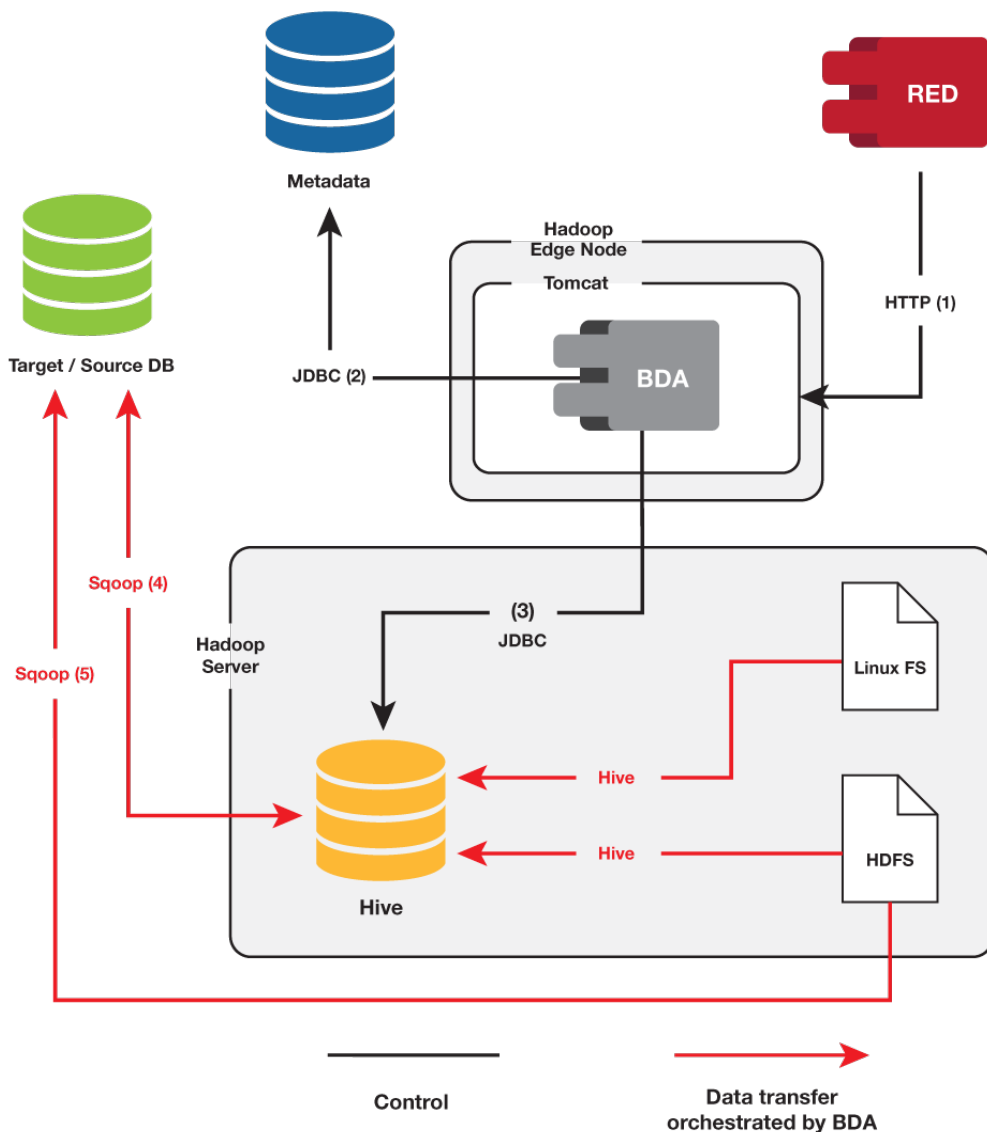 RED
Metadata
Hadoop
Edge Node
Tomcat
HTTP (1)
Target / Source DB
JDBC (2)
BDA
Sqoop (4)
(3)
JDBC
Hadoop
Server
Sqoop (5)
Linux FS
Hive
Hive
HDFS
Hive
Control
Data transfer
orchestrated by BDA